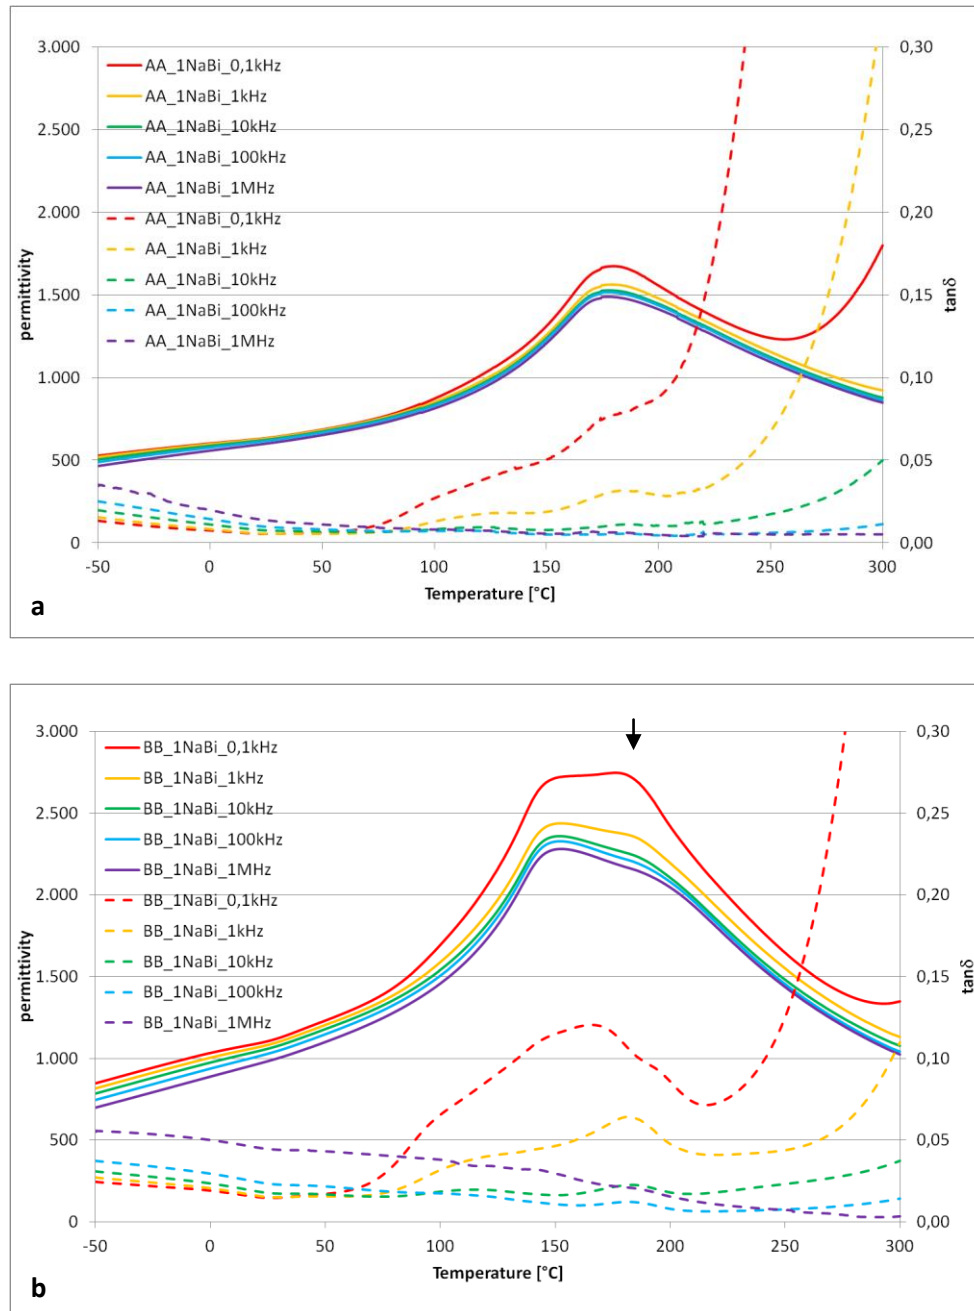 3.000
2.500
2.000
1.500
1.000
500
0
permittivity
AA_1NaBi_0,1kHz
AA_1NaBi_1kHz
AA_1NaBi_10kHz
AA_1NaBi_100kHz
AA_1NaBi_1MHz
AA_1NaBi_0,1kHz
AA_1NaBi_1kHz
AA_1NaBi_10kHz
AA_1NaBi_100kHz
AA_1NaBi_1MHz
0,30
0,25
0,20
0,15
0,10
0,05
0,00
tanδ
-50 0 50 100 150 200 250 300
Temperature [°C]
a
3.000
2.500
2.000
1.500
1.000
500
0
permittivity
BB_1NaBi_0,1kHz
BB_1NaBi_1kHz
BB_1NaBi_10kHz
BB_1NaBi_100kHz
BB_1NaBi_1MHz
BB_1NaBi_0,1kHz
BB_1NaBi_1kHz
BB_1NaBi_10kHz
BB_1NaBi_100kHz
BB_1NaBi_1MHz
0,30
0,25
0,20
0,15
0,10
0,05
0,00
tanδ
-50 0 50 100 150 200 250 300
Temperature [°C]
b